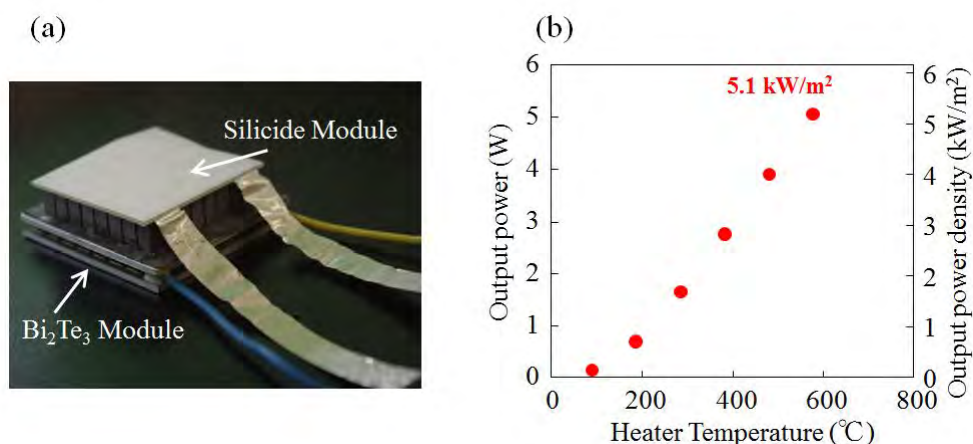 (a)
Silicide Module
Bi₂Te₃ Module
(b)
5.1 kW/m²
6
5
4
3
2
1
0
Output power (W)
6
5
4
3
2
1
0
Output power density (kW/m²)
0 200 400 600 800
Heater Temperature (℃)